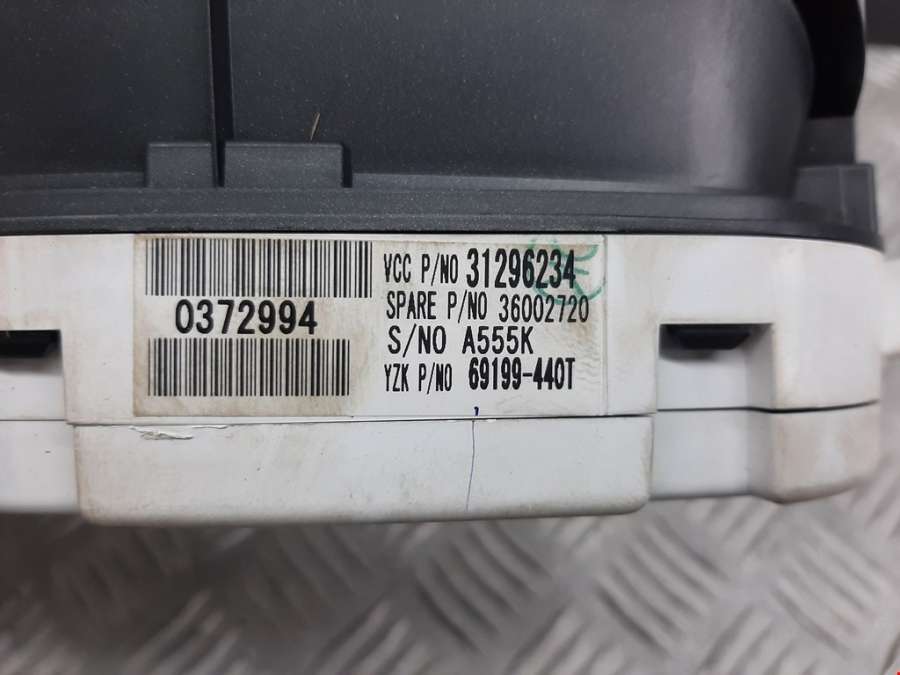 0372994
VCC P/NO 31296234
SPARE P/NO 36002720
S/NO A555K
YZK P/NO 69199-440T